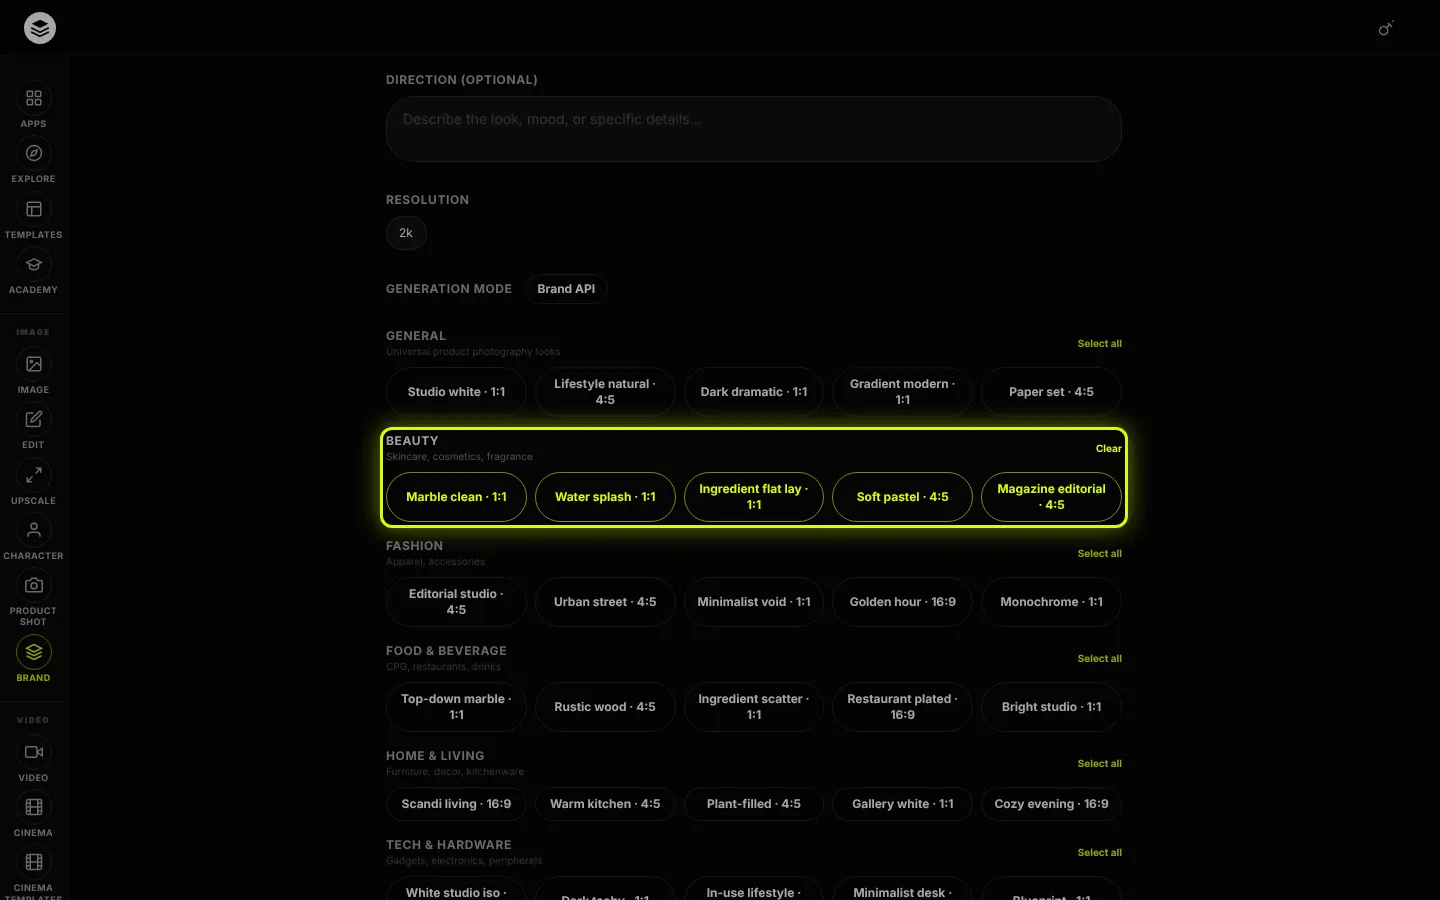 DIRECTION (OPTIONAL)
Describe the look, mood, or specific details...
RESOLUTION
2k
GENERATION MODE
Brand API
GENERAL
Universal product photography looks
Select all
Studio white · 1:1
Lifestyle natural ·
4:5
Dark dramatic · 1:1
Gradient modern ·
1:1
Paper set · 4:5
BEAUTY
Skincare, cosmetics, fragrance
Clear
Marble clean · 1:1
Water splash · 1:1
Ingredient flat lay ·
1:1
Soft pastel · 4:5
Magazine editorial
· 4:5
FASHION
Apparel, accessories
Select all
Editorial studio ·
4:5
Urban street · 4:5
Minimalist void · 1:1
Golden hour · 16:9
Monochrome · 1:1
FOOD & BEVERAGE
CPG, restaurants, drinks
Select all
Top-down marble ·
1:1
Rustic wood · 4:5
Ingredient scatter ·
1:1
Restaurant plated ·
16:9
Bright studio · 1:1
HOME & LIVING
Furniture, decor, kitchenware
Select all
Scandi living · 16:9
Warm kitchen · 4:5
Plant-filled · 4:5
Gallery white · 1:1
Cozy evening · 16:9
TECH & HARDWARE
Gadgets, electronics, peripherals
Select all
White studio iso ·
Dark techy · 1:1
In-use lifestyle ·
Minimalist desk ·
Blueprint · 1:1
APPS
EXPLORE
TEMPLATES
ACADEMY
IMAGE
IMAGE
EDIT
UPSCALE
CHARACTER
PRODUCT
SHOT
BRAND
VIDEO
VIDEO
CINEMA
CINEMA
TEMPLATES